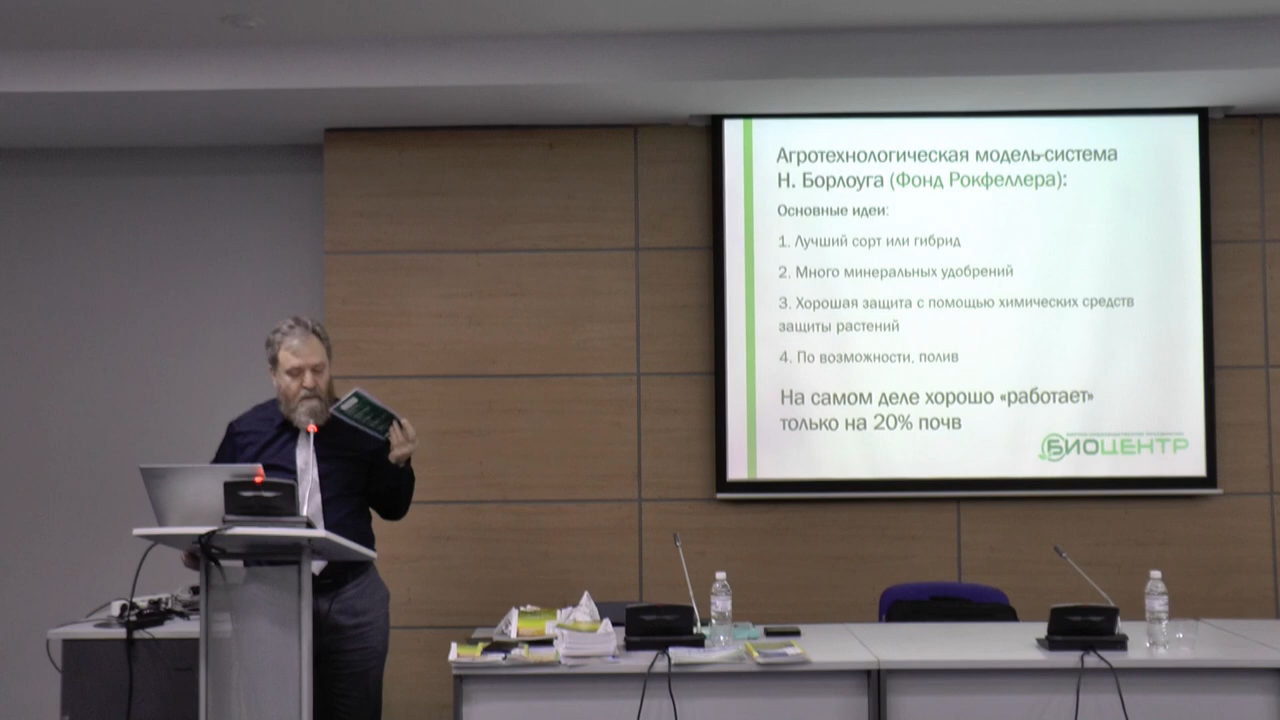 Агротехнологическая модель-система
Н. Борлоуга (Фонд Рокфеллера):
Основные идеи:
1. Лучший сорт или гибрид
2. Много минеральных удобрений
3. Хорошая защита с помощью химических средств
защиты растений
4. По возможности, полив
На самом деле хорошо «работает»
только на 20% почв
БИОЦЕНТР